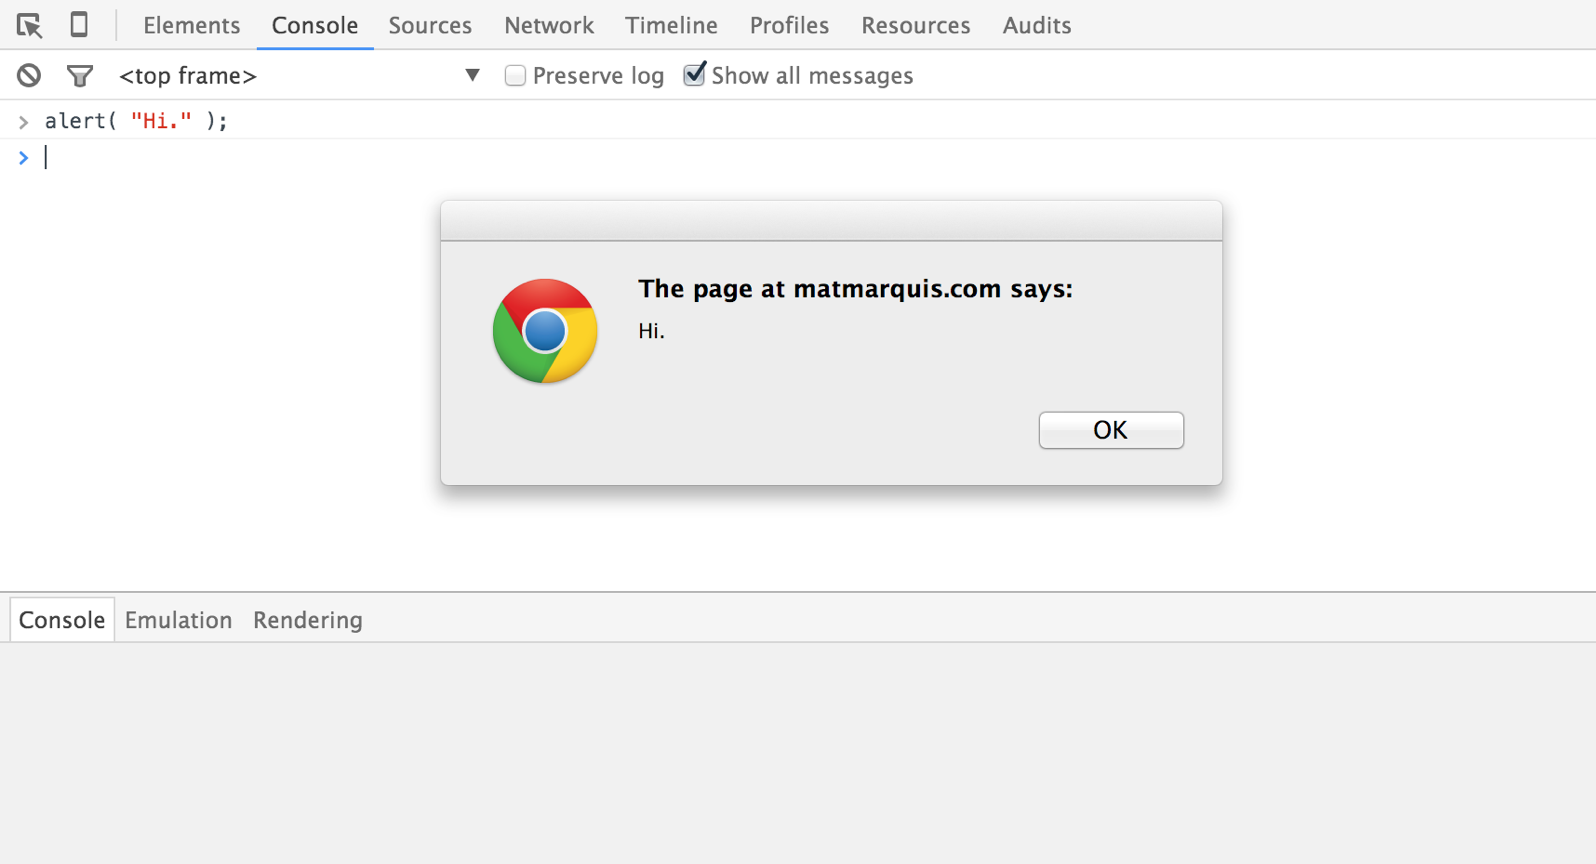 Elements Console Sources Network Timeline Profiles Resources Audits
<top frame> ▼ Preserve log Show all messages
> alert( "Hi." );
>
The page at matmarquis.com says:
Hi.
OK
Console Emulation Rendering